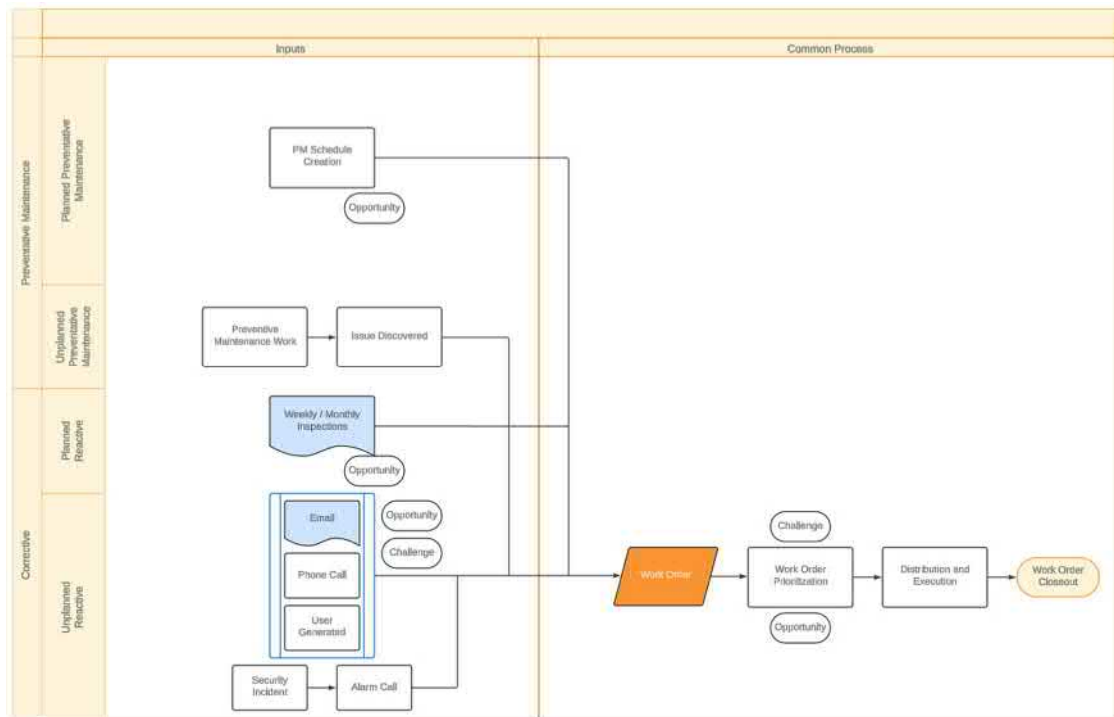 Inputs
Common Process
Preventative Maintenance
Planned Preventative
Maintenance
PM Schedule
Creation
Opportunity
Unplanned
Preventative
Maintenance
Preventive
Maintenance Work
Issue Discovered
Corrective
Planned
Reactive
Weekly / Monthly
Inspections
Opportunity
Unplanned
Reactive
Email
Opportunity
Challenge
Phone Call
User
Generated
Security
Incident
Alarm Call
Work Order
Challenge
Work Order
Prioritization
Opportunity
Distribution and
Execution
Work Order
Closeout